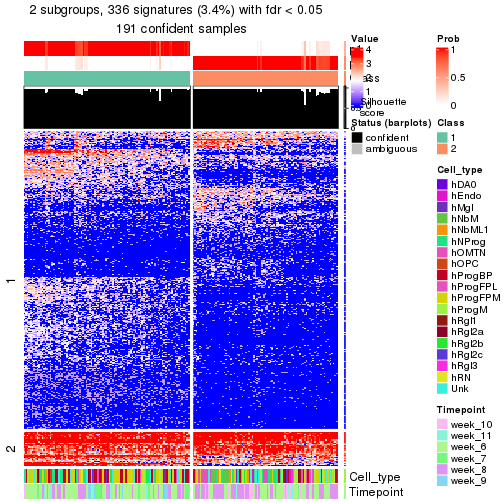 2 subgroups, 336 signatures (3.4%) with fdr < 0.05
191 confident samples
1
2
Cell_type
Timepoint
Value
4
3
2
1
0
Silhouette
score
Status (barplots)
confident
ambiguous
Prob
1
0.5
0
Class
1
2
Cell_type
hDA0
hEndo
hMgl
hNbM
hNbML1
hNProg
hOMTN
hOPC
hProgBP
hProgFPL
hProgFPM
hProgM
hRgl1
hRgl2a
hRgl2b
hRgl2c
hRgl3
hRN
Unk
Timepoint
week_10
week_11
week_6
week_7
week_8
week_9